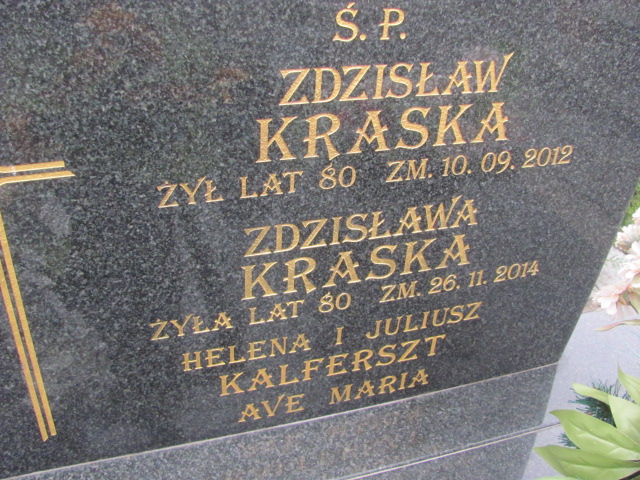 Ś. P.
ZDZISŁAW
KRASKA
ŻYŁ LAT 80 ZM. 10. 09. 2012
ZDZISŁAWA
KRASKA
ŻYŁA LAT 80 ZM. 26. 11. 2014
HELENA I JULIUSZ
KALFERSZT
AVE MARIA